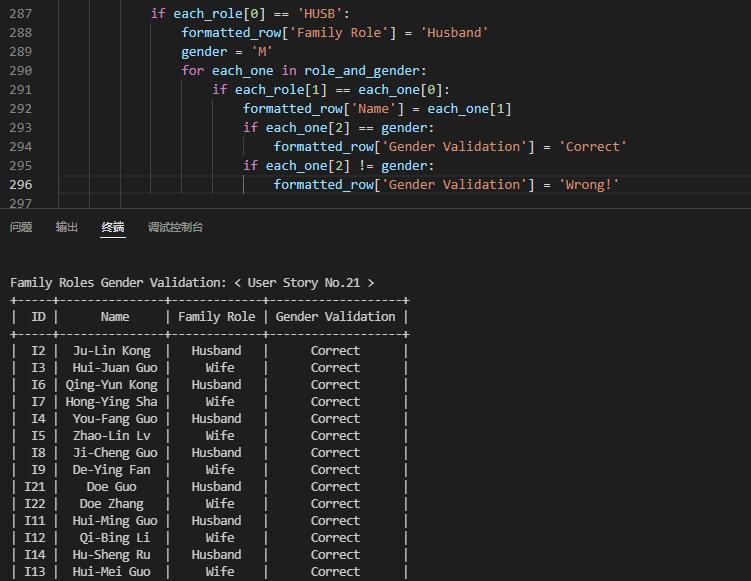 287 if each_role[0] == 'HUSB':
288 formatted_row['Family Role'] = 'Husband'
289 gender = 'M'
290 for each_one in role_and_gender:
291 if each_role[1] == each_one[0]:
292 formatted_row['Name'] = each_one[1]
293 if each_one[2] == gender:
294 formatted_row['Gender Validation'] = 'Correct'
295 if each_one[2] != gender:
296 formatted_row['Gender Validation'] = 'Wrong!'
297
问题 输出 终端 调试控制台
Family Roles Gender Validation: < User Story No.21 >
+-----+---------------+-------------+-------------------+
| ID | Name | Family Role | Gender Validation |
+-----+---------------+-------------+-------------------+
| I2 | Ju-Lin Kong | Husband | Correct |
| I3 | Hui-Juan Guo | Wife | Correct |
| I6 | Qing-Yun Kong | Husband | Correct |
| I7 | Hong-Ying Sha | Wife | Correct |
| I4 | You-Fang Guo | Husband | Correct |
| I5 | Zhao-Lin Lv | Wife | Correct |
| I8 | Ji-Cheng Guo | Husband | Correct |
| I9 | De-Ying Fan | Wife | Correct |
| I21 | Doe Guo | Husband | Correct |
| I22 | Doe Zhang | Wife | Correct |
| I11 | Hui-Ming Guo | Husband | Correct |
| I12 | Qi-Bing Li | Wife | Correct |
| I14 | Hu-Sheng Ru | Husband | Correct |
| I13 | Hui-Mei Guo | Wife | Correct |